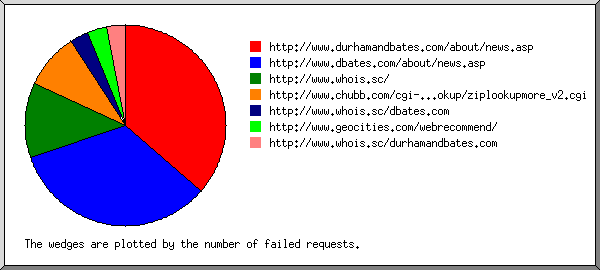 http://www.durhamandbates.com/about/news.asp
http://www.dbates.com/about/news.asp
http://www.whois.sc/
http://www.chubb.com/cgi-...okup/ziplookupmore_v2.cgi
http://www.whois.sc/dbates.com
http://www.geocities.com/webrecommend/
http://www.whois.sc/durhamandbates.com
The wedges are plotted by the number of failed requests.